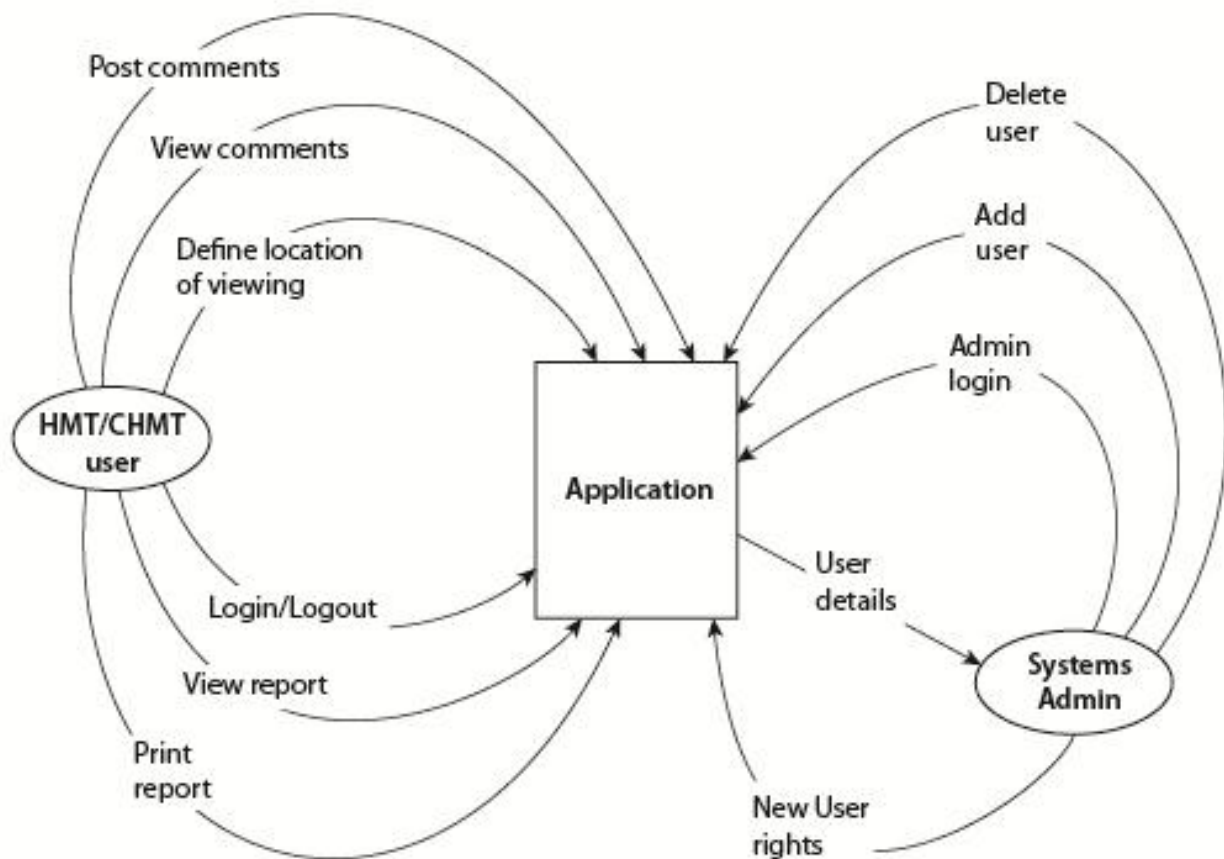 Post comments
View comments
Define location
of viewing
HMT/CHMT
user
Login/Logout
View report
Print
report
Application
Delete
user
Add
user
Admin
login
User
details
Systems
Admin
New User
rights